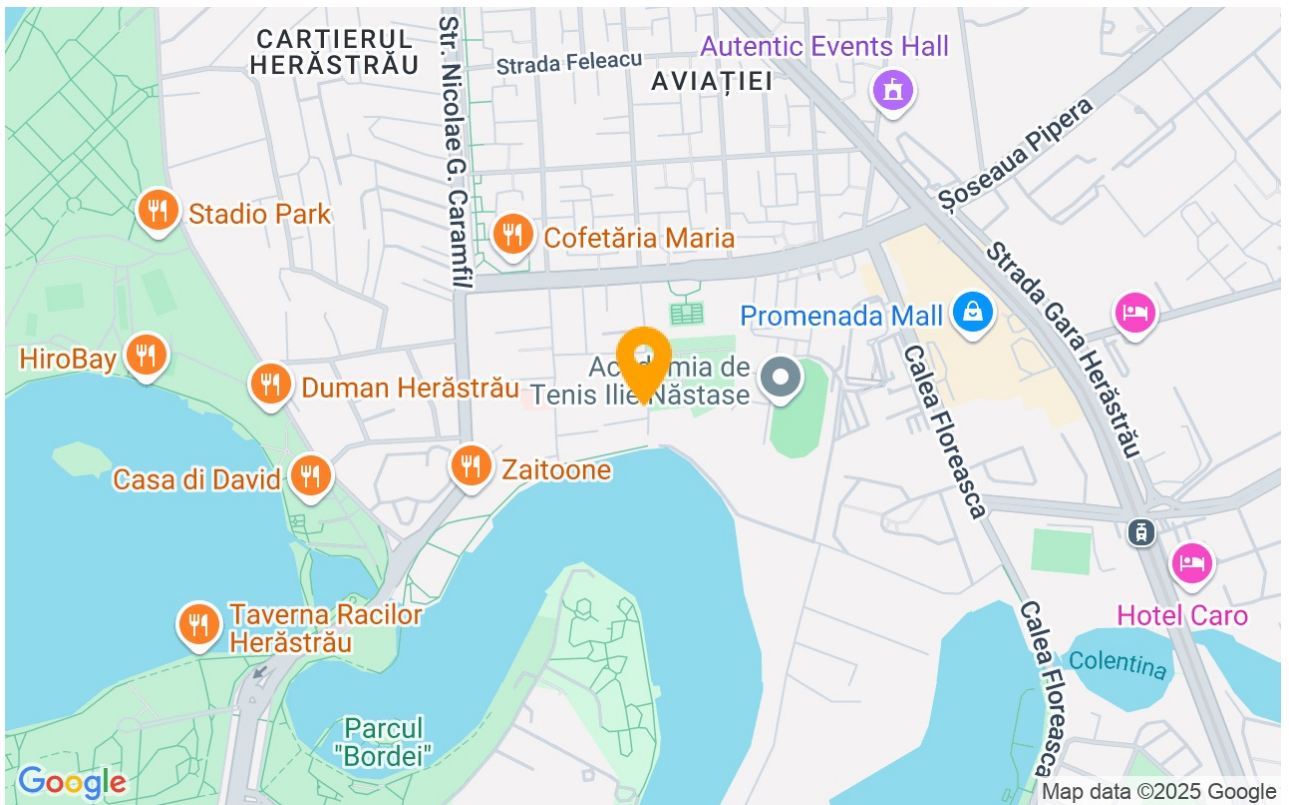 CARTIERUL
HERĂSTRĂU
Str. Nicolae G. Caramfil
Strada Feleacu
AVIAȚIEI
Autentic Events Hall
Șoseaua Pipera
Stadio Park
Cofetăria Maria
Strada Gara Herăstrău
Promenada Mall
HiroBay
Duman Herăstrău
Academia de
Tenis Ilie Năstase
Calea Floreasca
Casa di David
Zaitoone
Taverna Racilor
Herăstrău
Hotel Caro
Calea Floreasca
Colentina
Parcul
"Bordei"
Google
Map data ©2025 Google